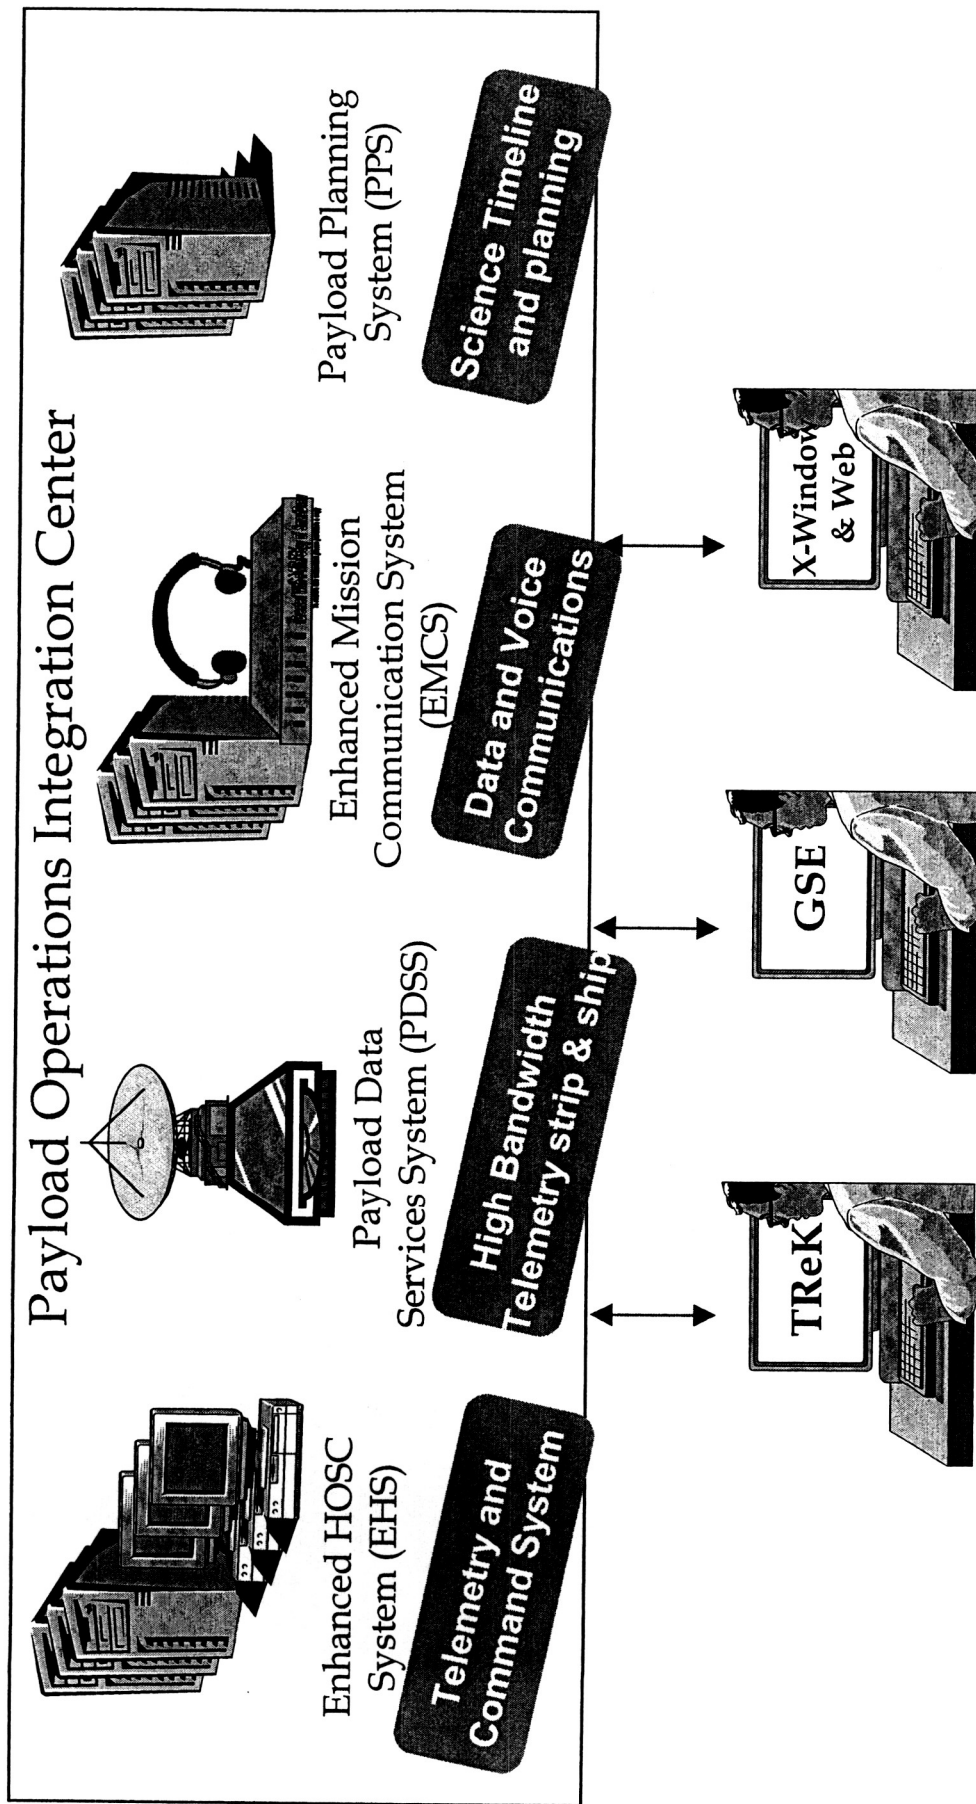 Payload Operations Integration Center
Enhanced HOSC
System (EHS)
Telemetry and
Command System
Payload Data
Services System (PDSS)
High Bandwidth
Telemetry strip & ship
Enhanced Mission
Communication System
(EMCS)
Data and Voice
Communications
Payload Planning
System (PPS)
Science Timeline
and planning
TReK
GSE
X-Window
& Web